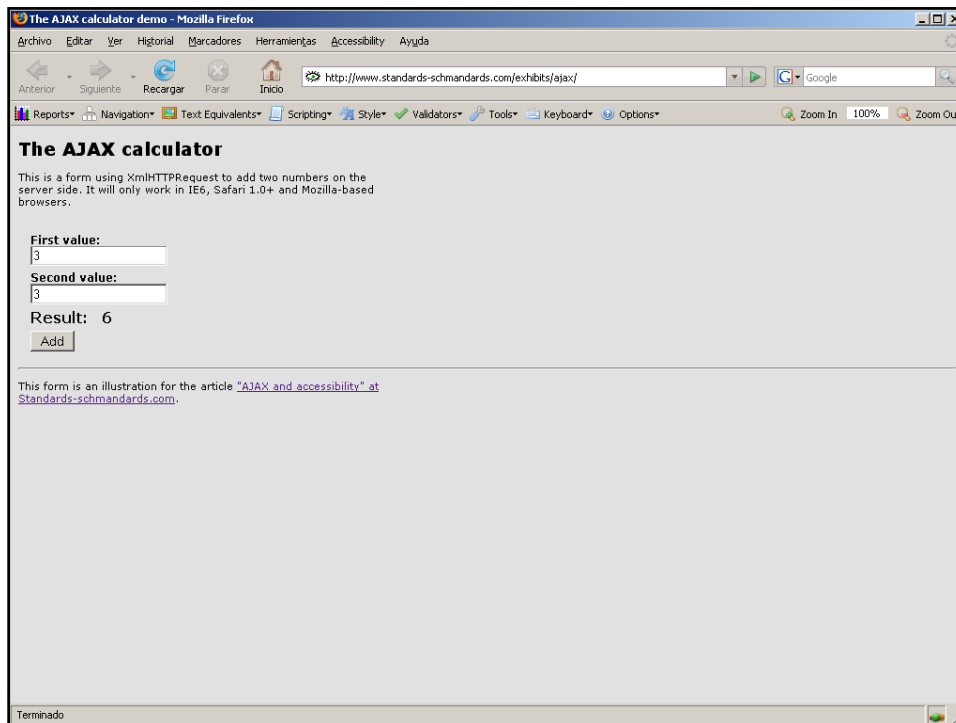 The AJAX calculator demo - Mozilla Firefox
Archivo Editar Ver Historial Marcadores Herramientas Accessibility Ayuda
Anterior Siguiente Recargar Parar Inicio http://www.standards-schmandards.com/exhibits/ajax/ G Google
Reports Navigation Text Equivalents Scripting Style Validators Tools Keyboard Options Zoom In 100% Zoom Ou
The AJAX calculator
This is a form using XmlHTTPRequest to add two numbers on the
server side. It will only work in IE6, Safari 1.0+ and Mozilla-based
browsers.
First value:
3
Second value:
3
Result: 6
Add
This form is an illustration for the article "AJAX and accessibility" at
Standards-schmandards.com.
Terminado